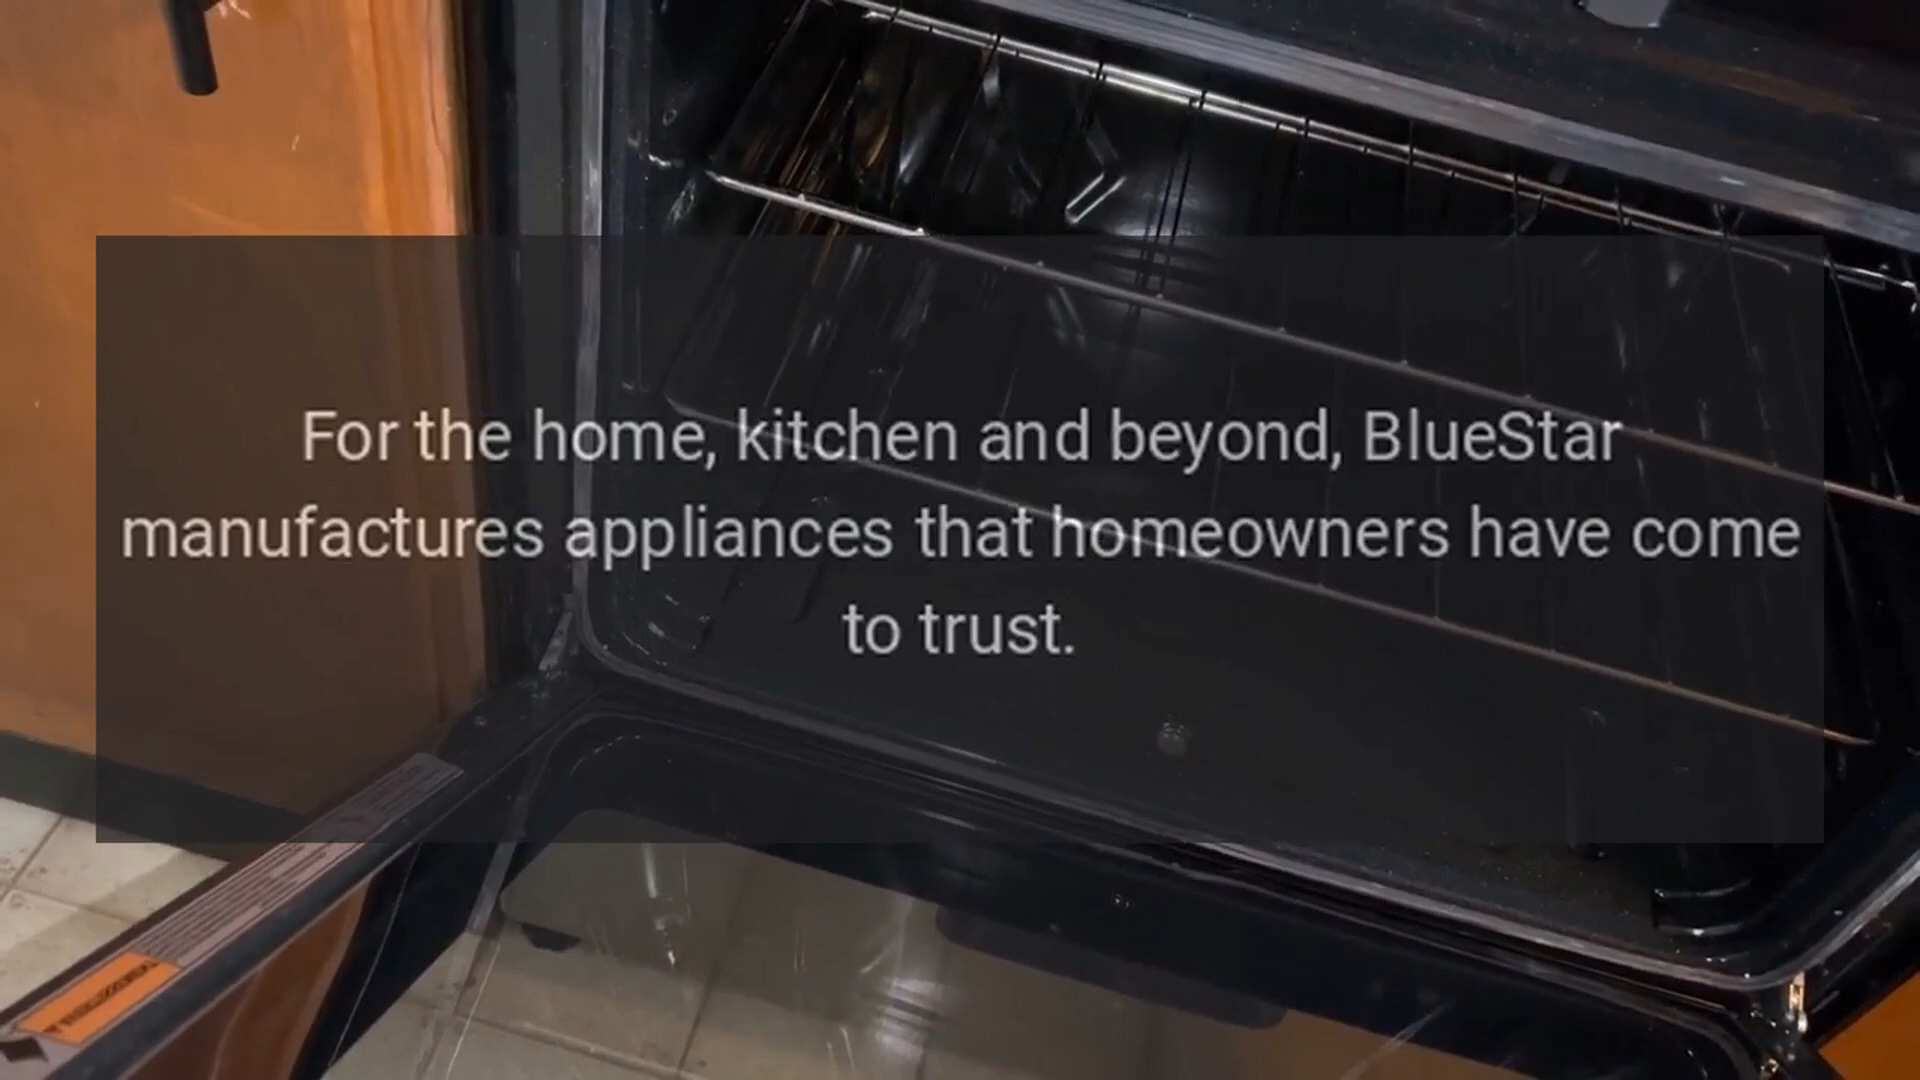 For the home, kitchen and beyond, BlueStar
manufactures appliances that homeowners have come
to trust.